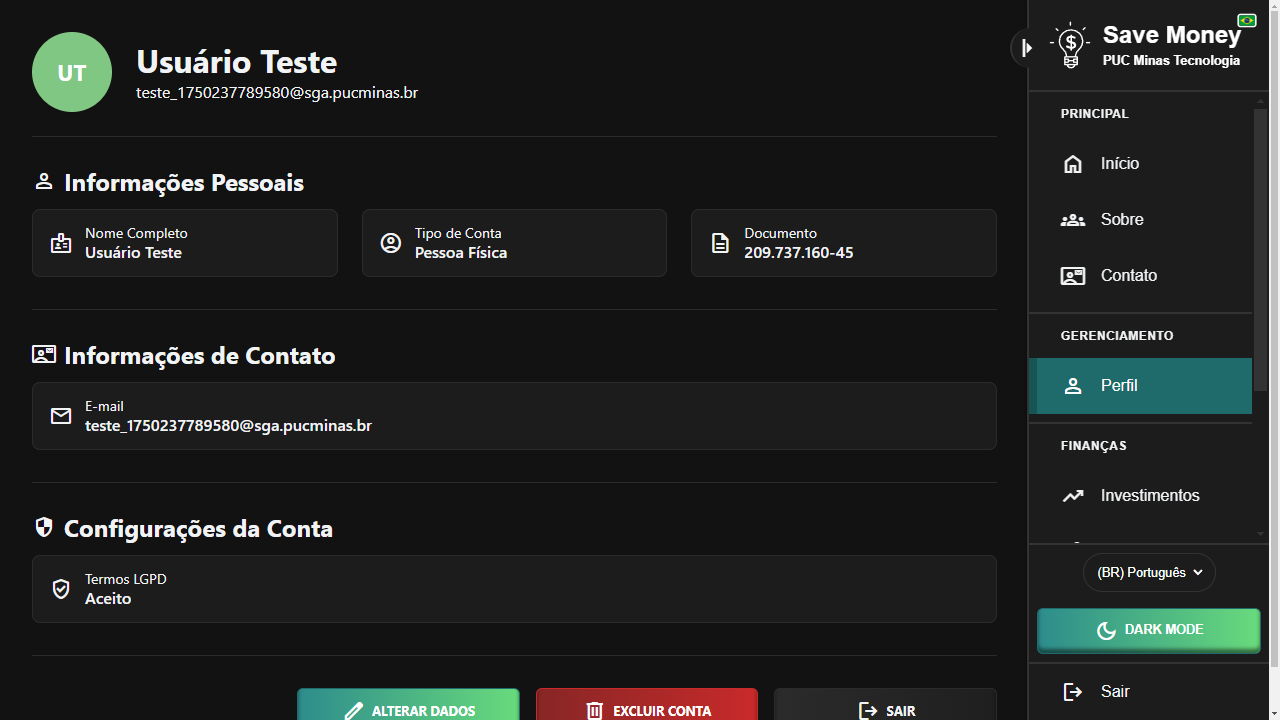 UT
Usuário Teste
teste_1750237789580@sga.pucminas.br
Informações Pessoais
Nome Completo
Usuário Teste
Tipo de Conta
Pessoa Física
Documento
209.737.160-45
Informações de Contato
E-mail
teste_1750237789580@sga.pucminas.br
Configurações da Conta
Termos LGPD
Aceito
ALTERAR DADOS
EXCLUIR CONTA
SAIR
Save Money
PUC Minas Tecnologia
PRINCIPAL
Início
Sobre
Contato
GERENCIAMENTO
Perfil
FINANÇAS
Investimentos
(BR) Português
DARK MODE
Sair